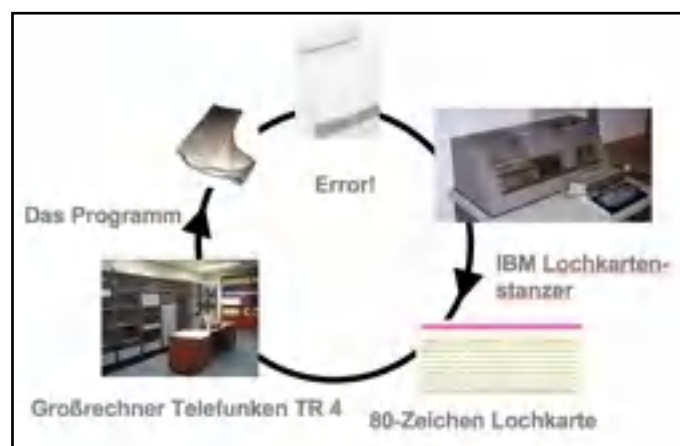 Error!
Das Programm
IBM Lochkarten-
stanzer
Großrechner Telefunken TR 4
80-Zeichen Lochkarte